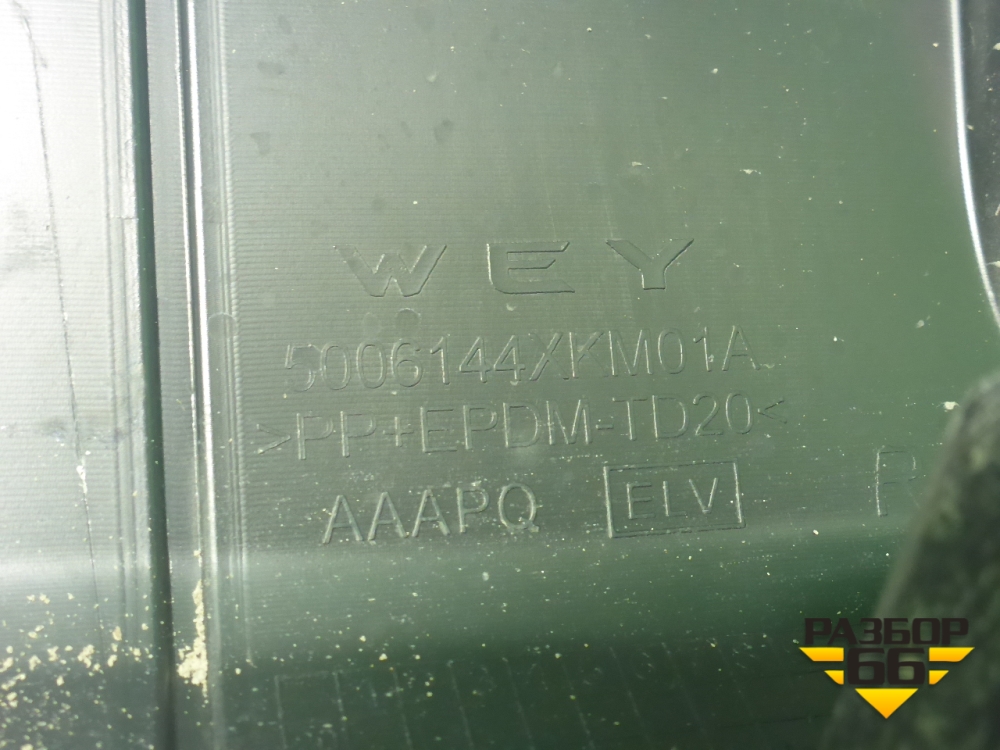 WEY
5006144XKM01A
>PP+EPDM-TD20<
AAAPQ ELV R
РАЗБОР
66